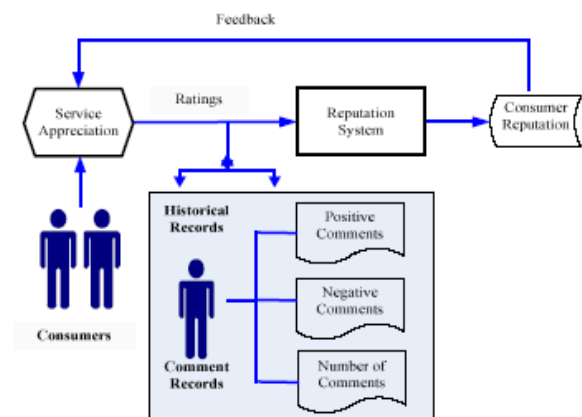 Feedback
Service
Appreciation
Ratings
Reputation
System
Consumer
Reputation
Historical
Records
Positive
Comments
Negative
Comments
Consumers
Comment
Records
Number of
Comments